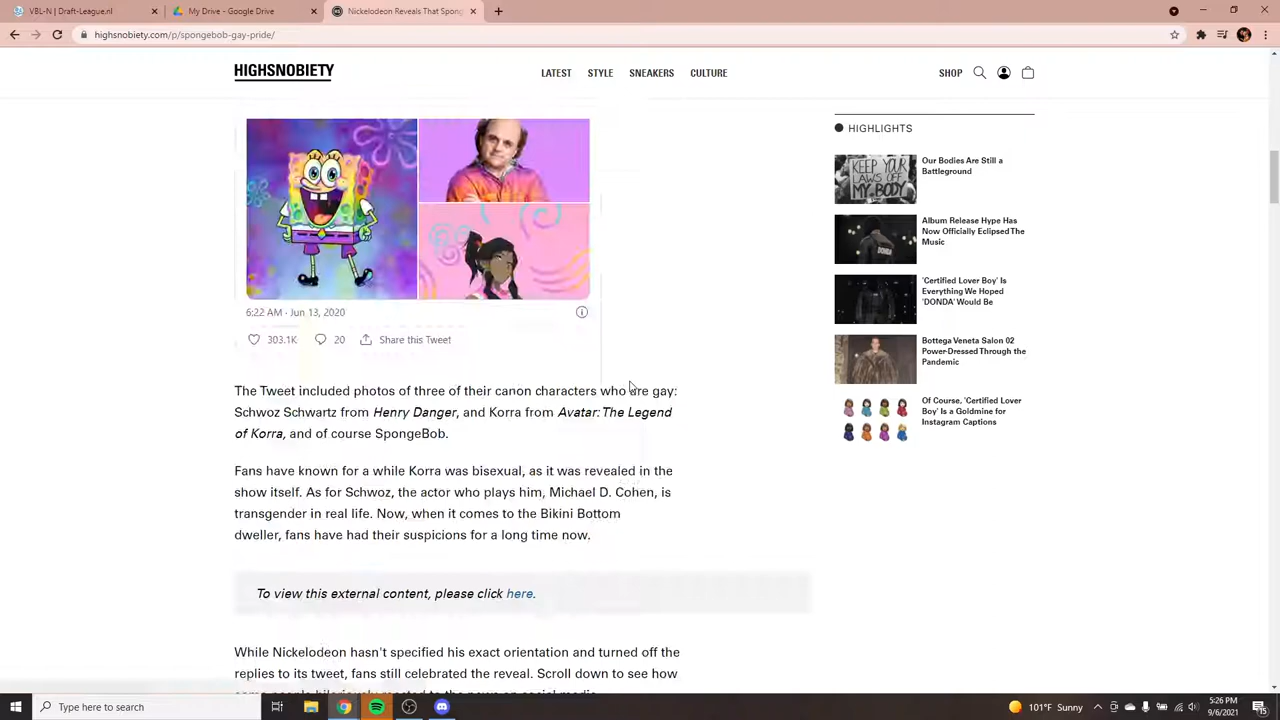 VBL-N | Draft-League.nl
My Drive - Google
Nickelodeon Reveals That Spong
highsnobiety.com/p/spongebob-gay-pride/
HIGHSNOBIETY
LATEST STYLE SNEAKERS CULTURE
SHOP
6:22 AM · Jun 13, 2020
303.1K 20 Share this Tweet
The Tweet included photos of three of their canon characters who are gay:
Schwoz Schwartz from Henry Danger, and Korra from Avatar: The Legend
of Korra, and of course SpongeBob.
Fans have known for a while Korra was bisexual, as it was revealed in the
show itself. As for Schwoz, the actor who plays him, Michael D. Cohen, is
transgender in real life. Now, when it comes to the Bikini Bottom
dweller, fans have had their suspicions for a long time now.
To view this external content, please click here.
While Nickelodeon hasn't specified his exact orientation and turned off the
replies to its tweet, fans still celebrated the reveal. Scroll down to see how
HIGHLIGHTS
KEEP YOUR
LAWS OFF
MY BODY
Our Bodies Are Still a
Battleground
DONDA
Album Release Hype Has
Now Officially Eclipsed The
Music
'Certified Lover Boy' Is
Everything We Hoped
'DONDA' Would Be
Bottega Veneta Salon 02
Power-Dressed Through the
Pandemic
Of Course, 'Certified Lover
Boy' Is a Goldmine for
Instagram Captions
Type here to search
101°F Sunny
5:26 PM
9/6/2021
15